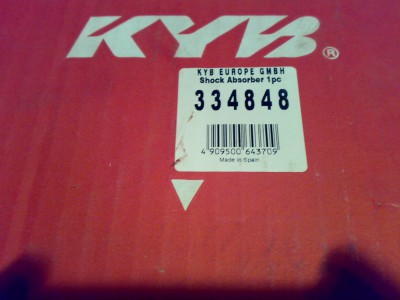 KYB®
KYB EUROPE GMBH
Shock Absorber 1pc
334848
4 909500 643709
Made in Spain